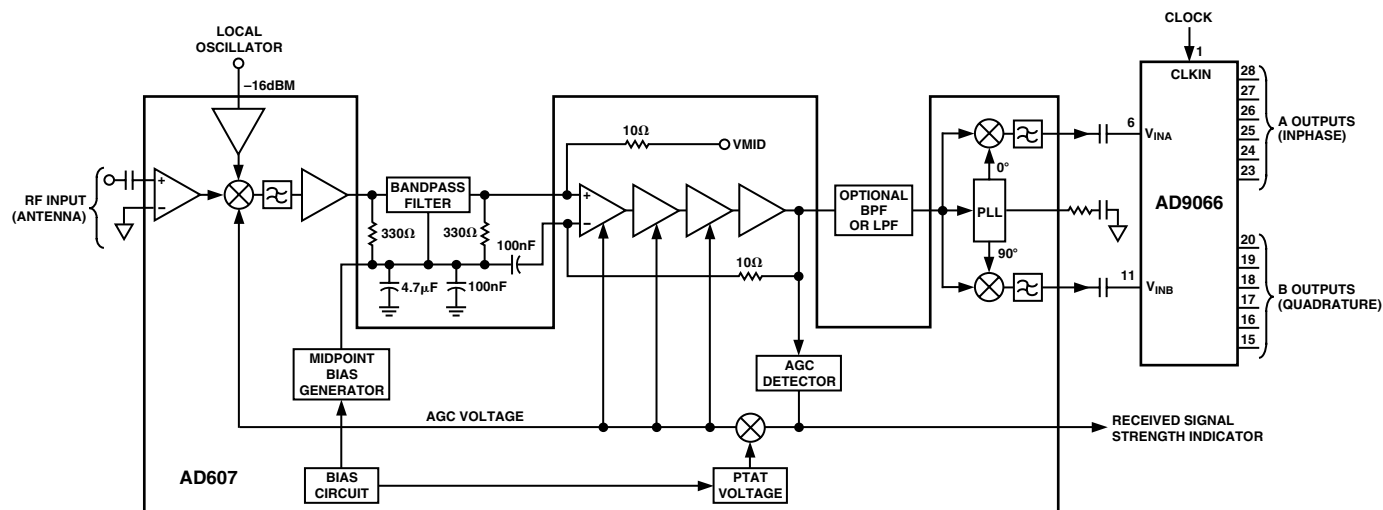 LOCAL
OSCILLATOR
–16dBM
RF INPUT
(ANTENNA)
+
–
BANDPASS
FILTER
330Ω
330Ω
4.7μF
100nF
100nF
10Ω
VMID
+
–
10Ω
OPTIONAL
BPF
OR LPF
PLL
0°
90°
CLOCK
1
CLKIN
6
VINA
AD9066
11
VINB
28
27
26
25
24
23
A OUTPUTS
(INPHASE)
20
19
18
17
16
15
B OUTPUTS
(QUADRATURE)
MIDPOINT
BIAS
GENERATOR
AGC
DETECTOR
AGC VOLTAGE
RECEIVED SIGNAL
STRENGTH INDICATOR
AD607
BIAS
CIRCUIT
PTAT
VOLTAGE